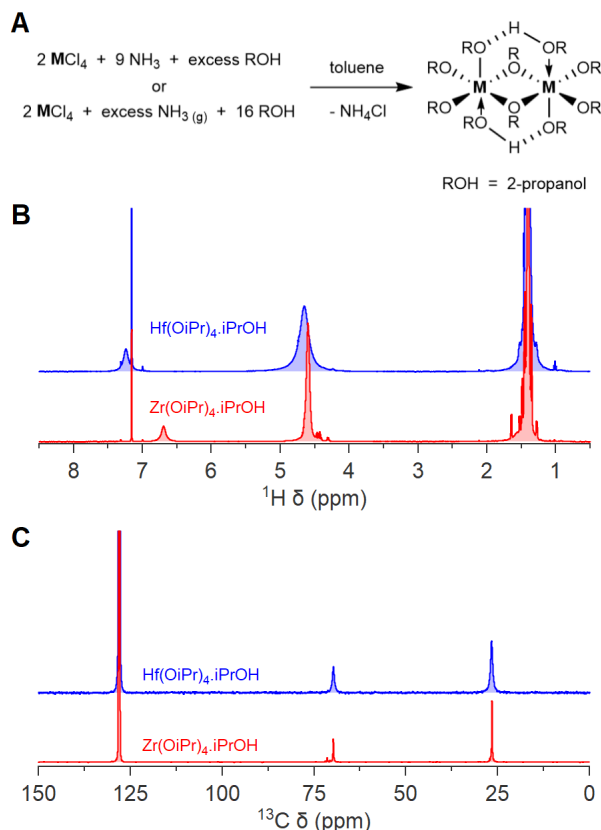 A
2 MCl₄ + 9 NH₃ + excess ROH
or
2 MCl₄ + excess NH₃ (g) + 16 ROH
toluene
- NH₄Cl
H
RO OR
RO R OR
O
M M
RO O OR
R
RO OR
H
ROH = 2-propanol
B
Hf(OiPr)₄.iPrOH
Zr(OiPr)₄.iPrOH
8 7 6 5 4 3 2 1
¹H δ (ppm)
C
Hf(OiPr)₄.iPrOH
Zr(OiPr)₄.iPrOH
150 125 100 75 50 25 0
¹³C δ (ppm)